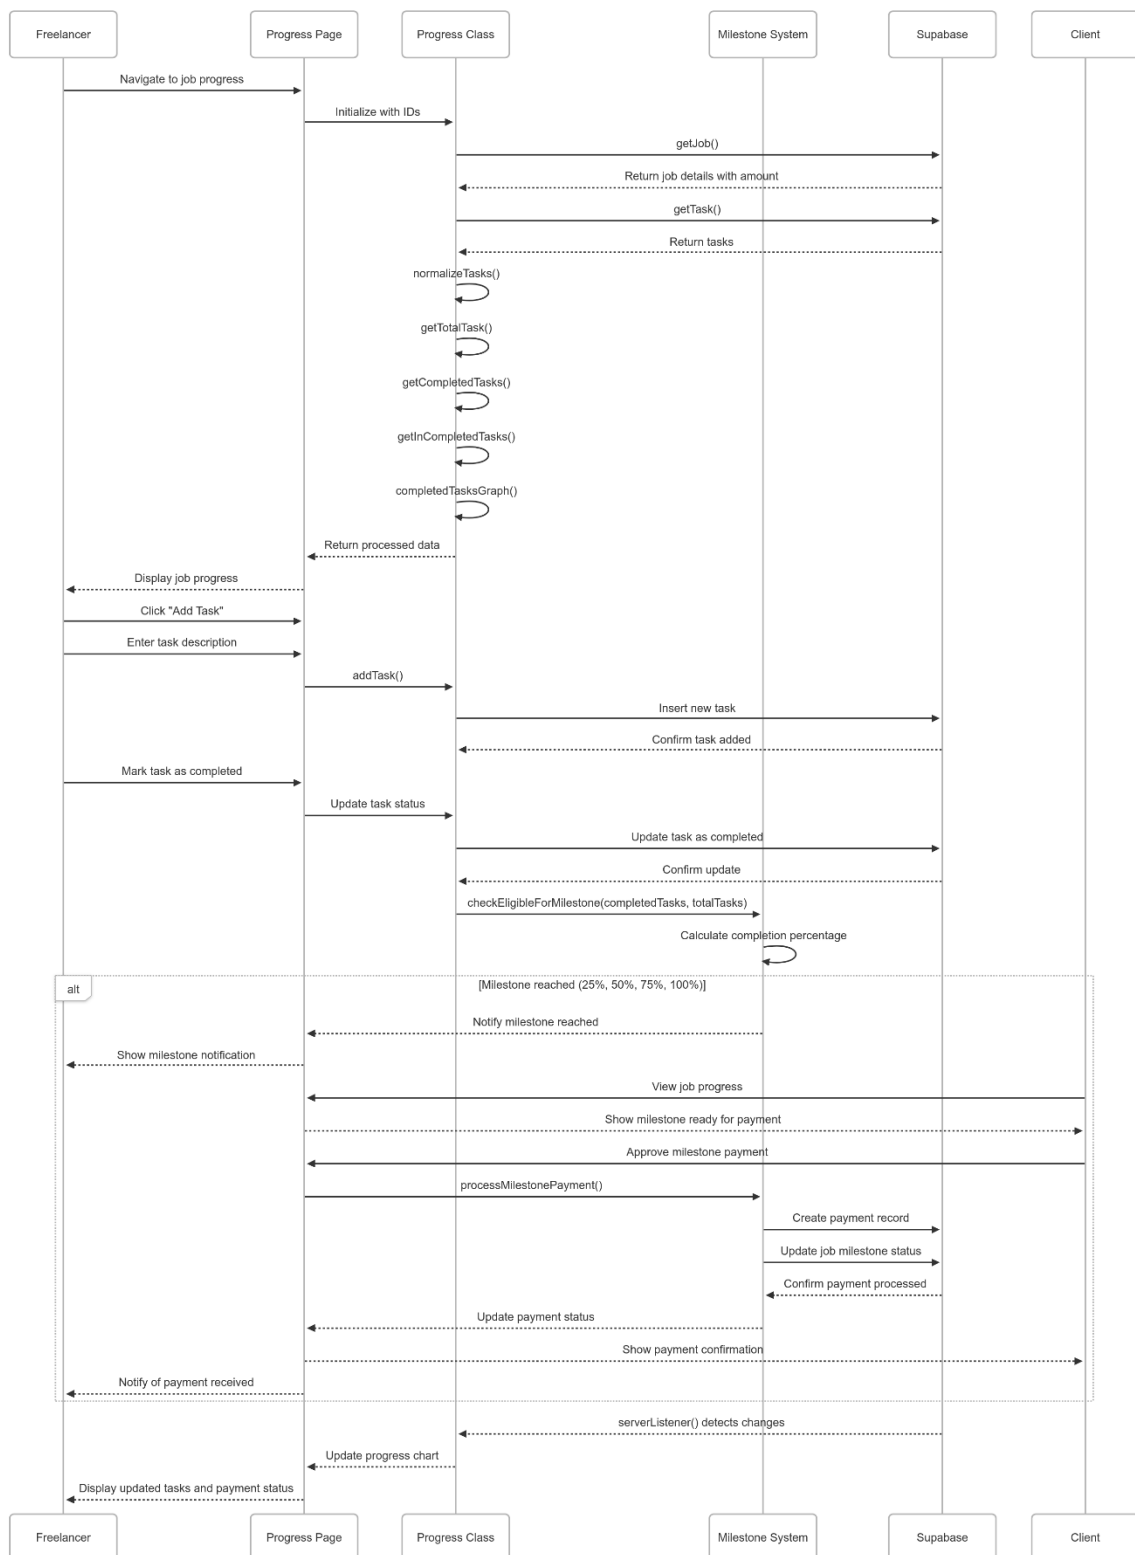 Freelancer
Progress Page
Progress Class
Milestone System
Supabase
Client
Navigate to job progress
Initialize with IDs
getJob()
Return job details with amount
getTask()
Return tasks
normalizeTasks()
getTotalTask()
getCompletedTasks()
getInCompletedTasks()
completedTasksGraph()
Return processed data
Display job progress
Click "Add Task"
Enter task description
addTask()
Insert new task
Confirm task added
Mark task as completed
Update task status
Update task as completed
Confirm update
checkEligibleForMilestone(completedTasks, totalTasks)
Calculate completion percentage
alt
[Milestone reached (25%, 50%, 75%, 100%)]
Notify milestone reached
Show milestone notification
View job progress
Show milestone ready for payment
Approve milestone payment
processMilestonePayment()
Create payment record
Update job milestone status
Confirm payment processed
Update payment status
Show payment confirmation
Notify of payment received
serverListener() detects changes
Update progress chart
Display updated tasks and payment status
Freelancer
Progress Page
Progress Class
Milestone System
Supabase
Client